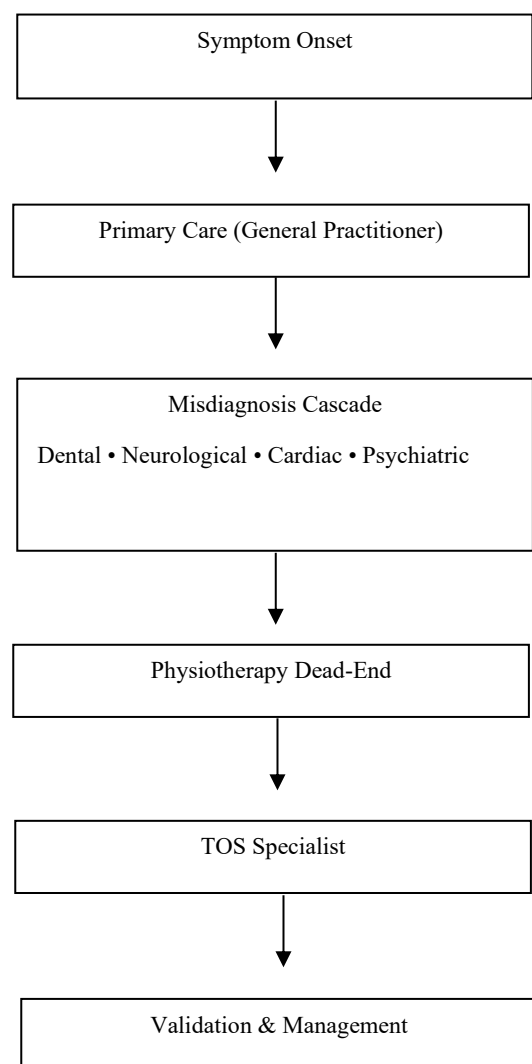 Symptom Onset
Primary Care (General Practitioner)
Misdiagnosis Cascade
Dental • Neurological • Cardiac • Psychiatric
Physiotherapy Dead-End
TOS Specialist
Validation & Management